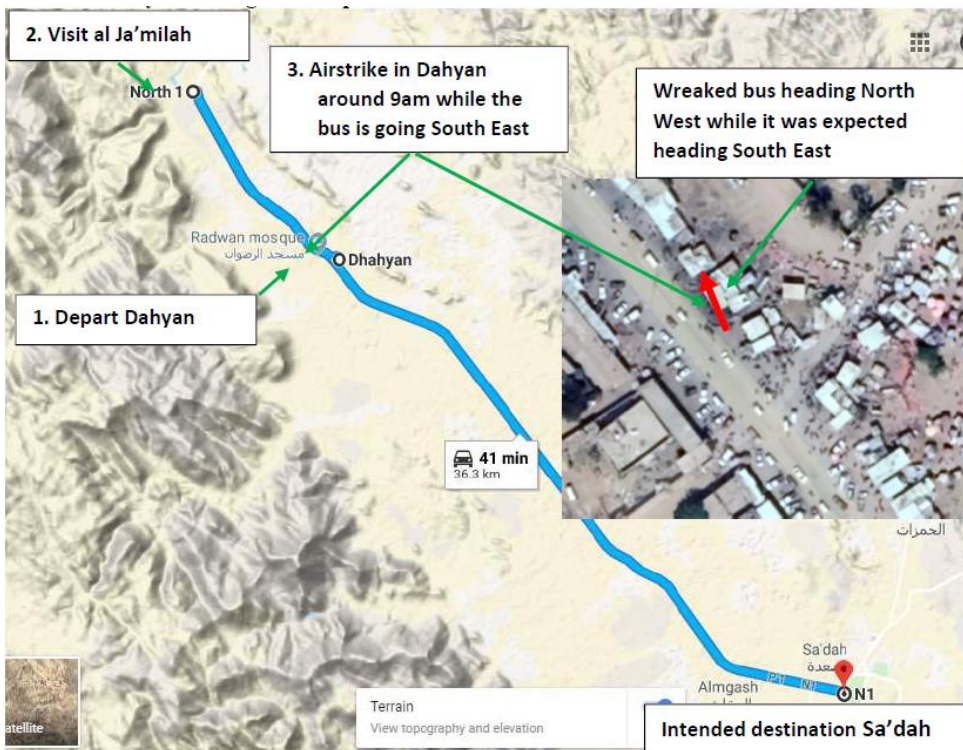 2. Visit al Ja’milah
North 1
3. Airstrike in Dahyan
around 9am while the
bus is going South East
Wreaked bus heading North
West while it was expected
heading South East
Radwan mosque
مسجد الرضوان
Dhahyan
1. Depart Dahyan
41 min
36.3 km
الحمزات
Sa'dah
صعدة
P1
N1
Almgash
N1
Terrain
View topography and elevation
atellite
Intended destination Sa’dah